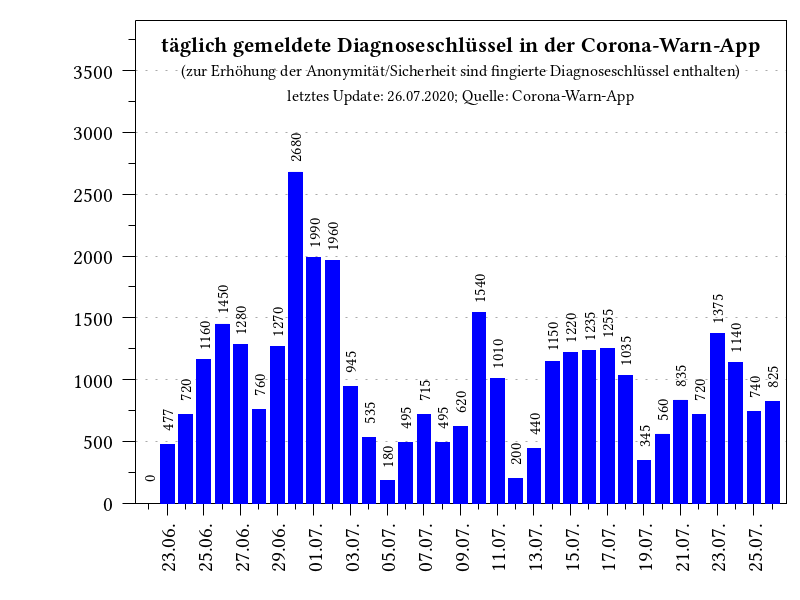 täglich gemeldete Diagnoseschlüssel in der Corona-Warn-App
(zur Erhöhung der Anonymität/Sicherheit sind fingierte Diagnoseschlüssel enthalten)
letztes Update: 26.07.2020; Quelle: Corona-Warn-App
3500
3000
2500
2000
1500
1000
500
0
0 477 720 1160 1450 1280 760 1270 2680 1990 1960 945 535 180 495 715 495 620 1540 1010 200 440 1150 1220 1235 1255 1035 345 560 835 720 1375 1140 740 825
23.06. 25.06. 27.06. 29.06. 01.07. 03.07. 05.07. 07.07. 09.07. 11.07. 13.07. 15.07. 17.07. 19.07. 21.07. 23.07. 25.07.